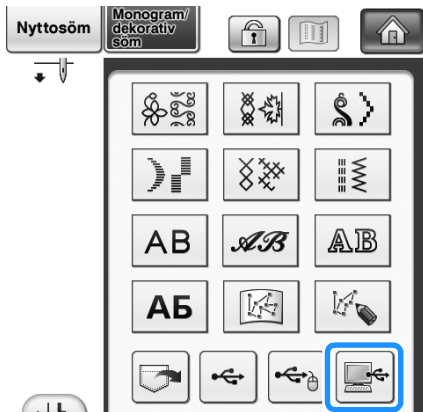 Nyttosöm
Monogram/
dekorativ
söm
AB
AB
AB
АБ